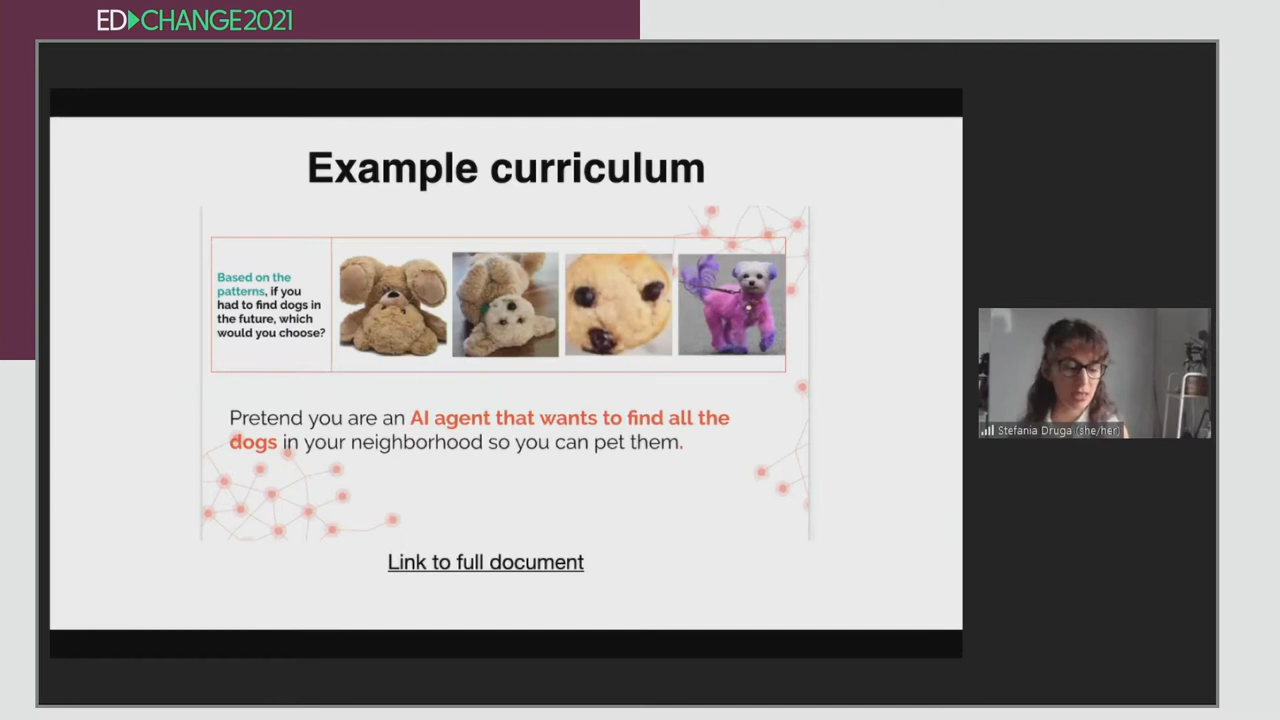 ED▶CHANGE2021
Example curriculum
Based on the
patterns, if you
had to find dogs in
the future, which
would you choose?
Pretend you are an AI agent that wants to find all the
dogs in your neighborhood so you can pet them.
Link to full document
Stefania Druga (she/her)